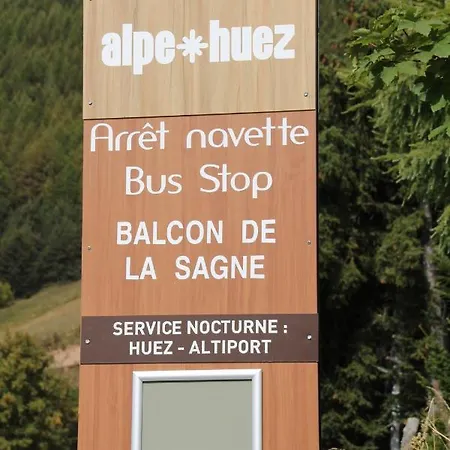 alpe*huez
Arrêt navette
Bus Stop
BALCON DE
LA SAGNE
SERVICE NOCTURNE :
HUEZ - ALTIPORT